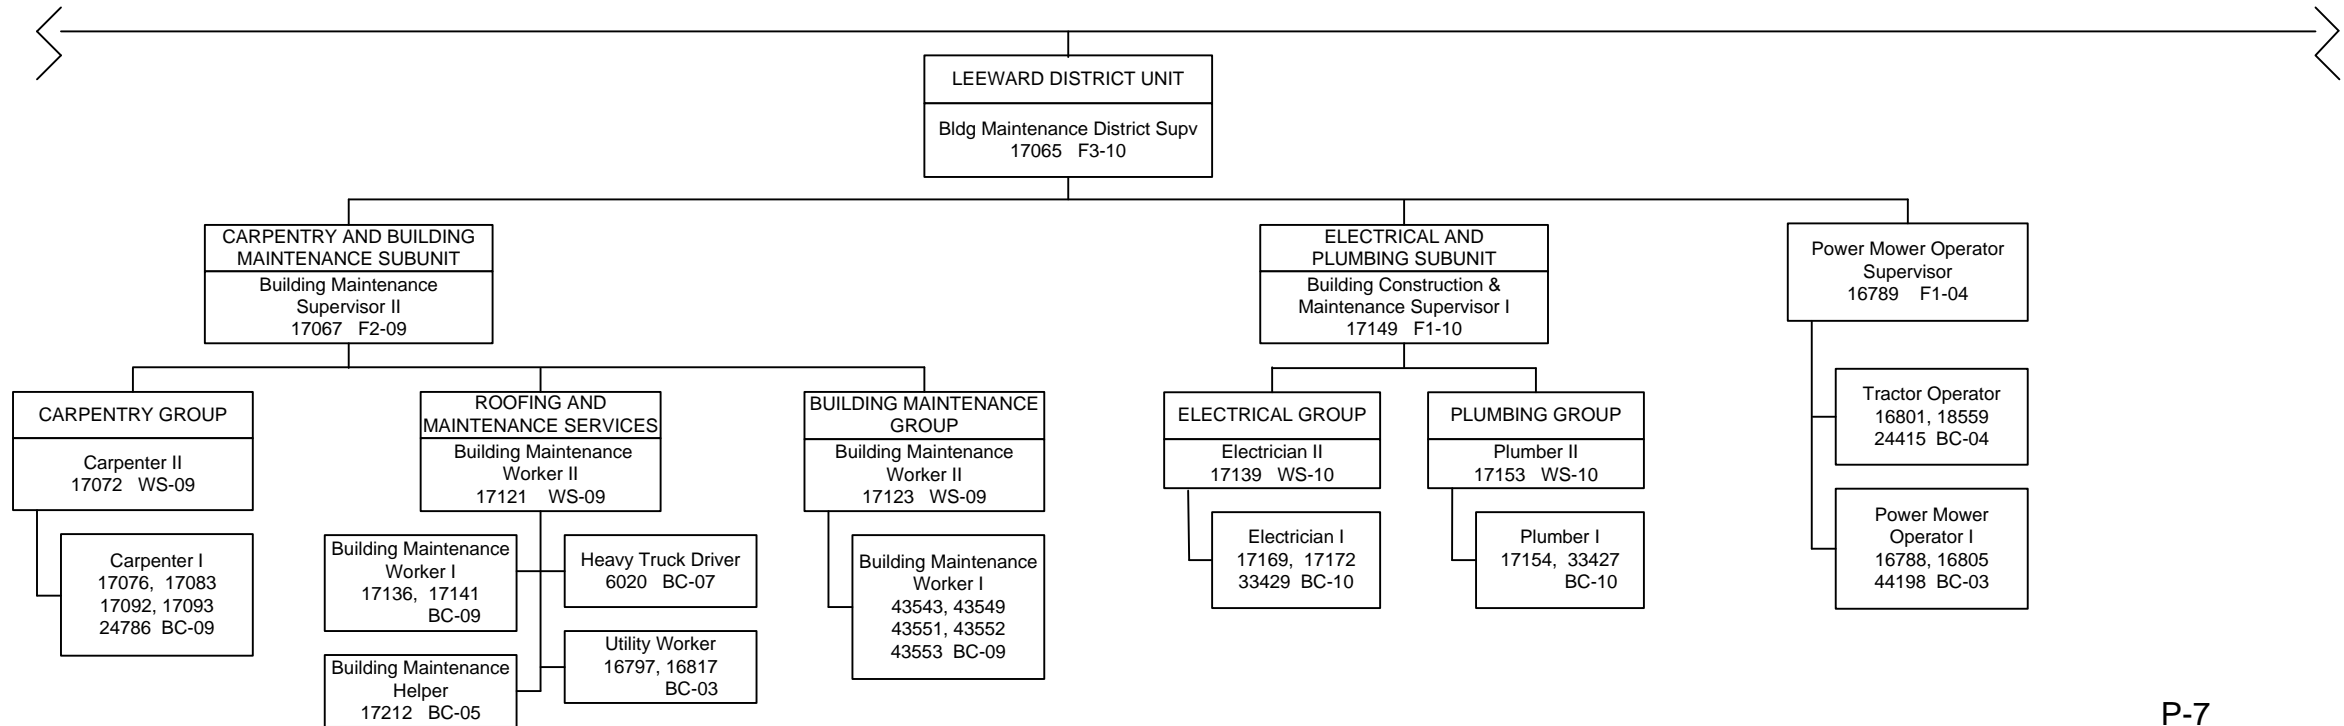 LEEWARD DISTRICT UNIT
Bldg Maintenance District Supv
17065 F3-10
CARPENTRY AND BUILDING
MAINTENANCE SUBUNIT
Building Maintenance
Supervisor II
17067 F2-09
ELECTRICAL AND
PLUMBING SUBUNIT
Building Construction &
Maintenance Supervisor I
17149 F1-10
Power Mower Operator
Supervisor
16789 F1-04
CARPENTRY GROUP
Carpenter II
17072 WS-09
Carpenter I
17076, 17083
17092, 17093
24786 BC-09
ROOFING AND
MAINTENANCE SERVICES
Building Maintenance
Worker II
17121 WS-09
Building Maintenance
Worker I
17136, 17141
BC-09
Heavy Truck Driver
6020 BC-07
Building Maintenance
Helper
17212 BC-05
Utility Worker
16797, 16817
BC-03
BUILDING MAINTENANCE
GROUP
Building Maintenance
Worker II
17123 WS-09
Building Maintenance
Worker I
43543, 43549
43551, 43552
43553 BC-09
ELECTRICAL GROUP
Electrician II
17139 WS-10
Electrician I
17169, 17172
33429 BC-10
PLUMBING GROUP
Plumber II
17153 WS-10
Plumber I
17154, 33427
BC-10
Tractor Operator
16801, 18559
24415 BC-04
Power Mower
Operator I
16788, 16805
44198 BC-03
P-7